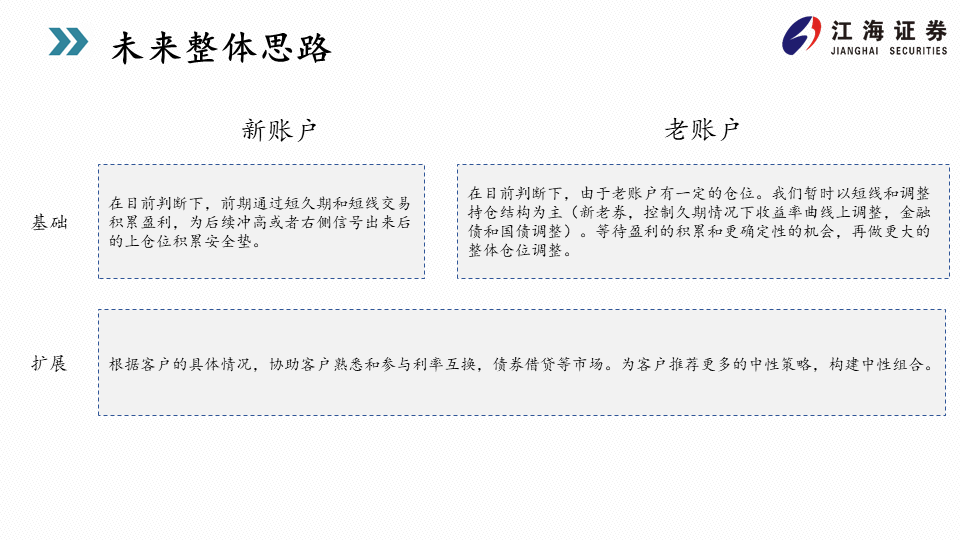 未来整体思路
江海证券
JIANGHAI SECURITIES
新账户
老账户
基础
在目前判断下，前期通过短久期和短线交易
积累盈利，为后续冲高或者右侧信号出来后
的上仓位积累安全垫。
在目前判断下，由于老账户有一定的仓位。我们暂时以短线和调整
持仓结构为主（新老券，控制久期情况下收益率曲线上调整，金融
债和国债调整）。等待盈利的积累和更确定性的机会，再做更大的
整体仓位调整。
扩展
根据客户的具体情况，协助客户熟悉和参与利率互换，债券借贷等市场。为客户推荐更多的中性策略，构建中性组合。